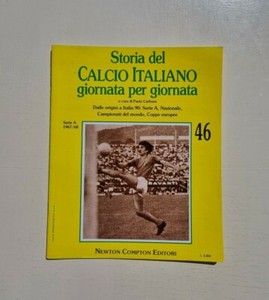 Storia del
CALCIO ITALIANO
giornata per giornata
a cura di Paolo Carbone
Dalle origini a Italia 90: Serie A, Nazionale,
Campionati del mondo, Coppe europee
Serie A
1967/68
46
AVANTI
NEWTON COMPTON EDITORI